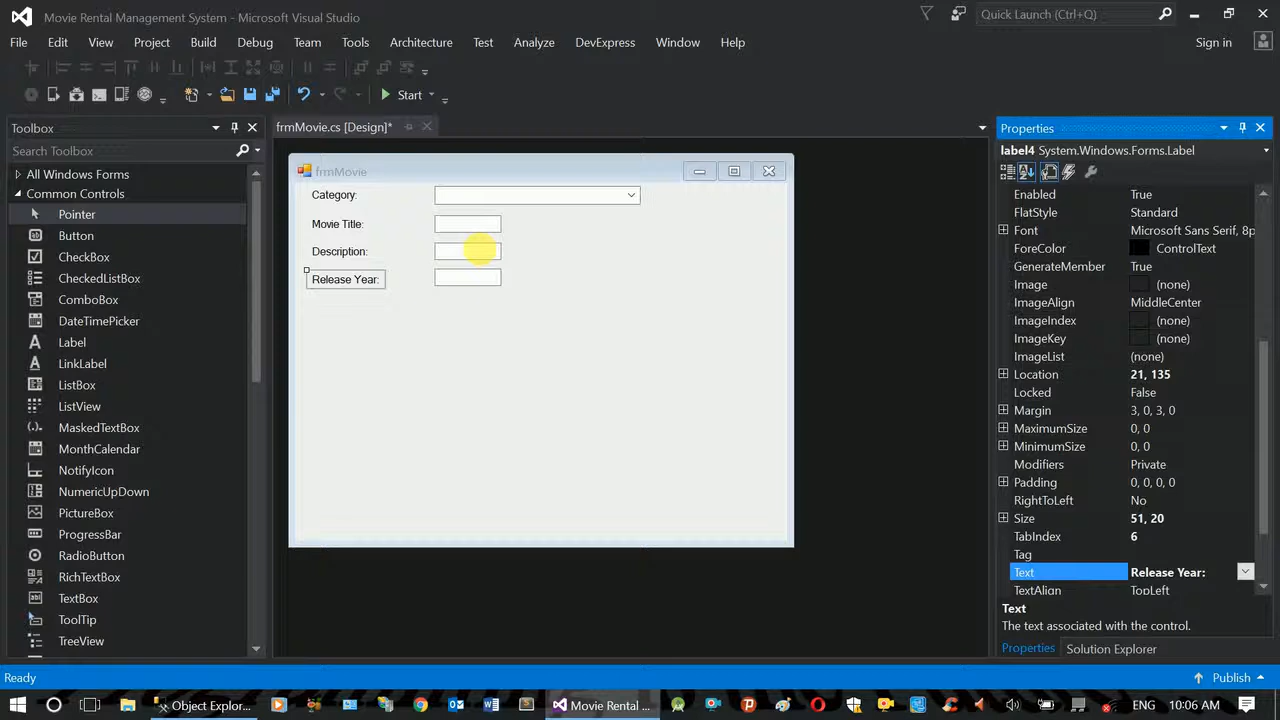 Movie Rental Management System - Microsoft Visual Studio
Quick Launch (Ctrl+Q)
File Edit View Project Build Debug Team Tools Architecture Test Analyze DevExpress Window Help
Sign in
Start
Toolbox
Search Toolbox
All Windows Forms
Common Controls
Pointer
Button
CheckBox
CheckedListBox
ComboBox
DateTimePicker
Label
LinkLabel
ListBox
ListView
MaskedTextBox
MonthCalendar
NotifyIcon
NumericUpDown
PictureBox
ProgressBar
RadioButton
RichTextBox
TextBox
ToolTip
TreeView
frmMovie.cs [Design]*
frmMovie
Category:
Movie Title:
Description:
Release Year:
Properties
label4 System.Windows.Forms.Label
Enabled True
FlatStyle Standard
Font Microsoft Sans Serif, 8p
ForeColor ControlText
GenerateMember True
Image (none)
ImageAlign MiddleCenter
ImageIndex (none)
ImageKey (none)
ImageList (none)
Location 21, 135
Locked False
Margin 3, 0, 3, 0
MaximumSize 0, 0
MinimumSize 0, 0
Modifiers Private
Padding 0, 0, 0, 0
RightToLeft No
Size 51, 20
TabIndex 6
Tag
Text Release Year:
TextAlign TopLeft
Text
The text associated with the control.
Properties Solution Explorer
Ready
Publish
Object Explor...
Movie Rental ...
10:06 AM